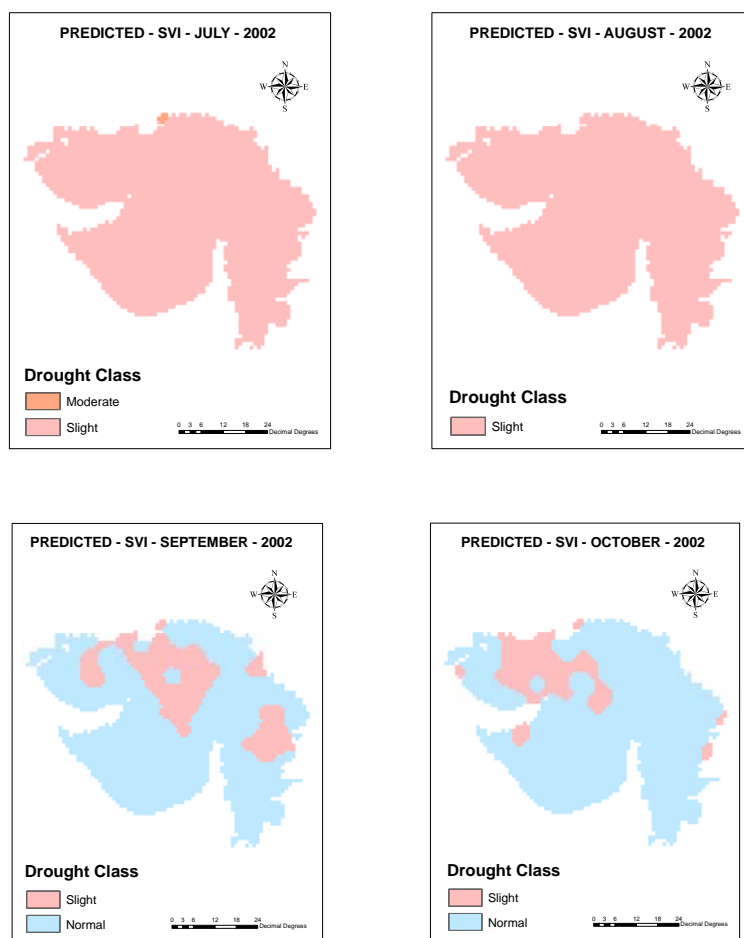 PREDICTED - SVI - JULY - 2002
N
W E
S
Drought Class
Moderate
Slight
0 3 6 12 18 24
Decimal Degrees
PREDICTED - SVI - AUGUST - 2002
N
W E
S
Drought Class
Slight
0 3 6 12 18 24
Decimal Degrees
PREDICTED - SVI - SEPTEMBER - 2002
N
W E
S
Drought Class
Slight
Normal
0 3 6 12 18 24
Decimal Degrees
PREDICTED - SVI - OCTOBER - 2002
N
W E
S
Drought Class
Slight
Normal
0 3 6 12 18 24
Decimal Degrees